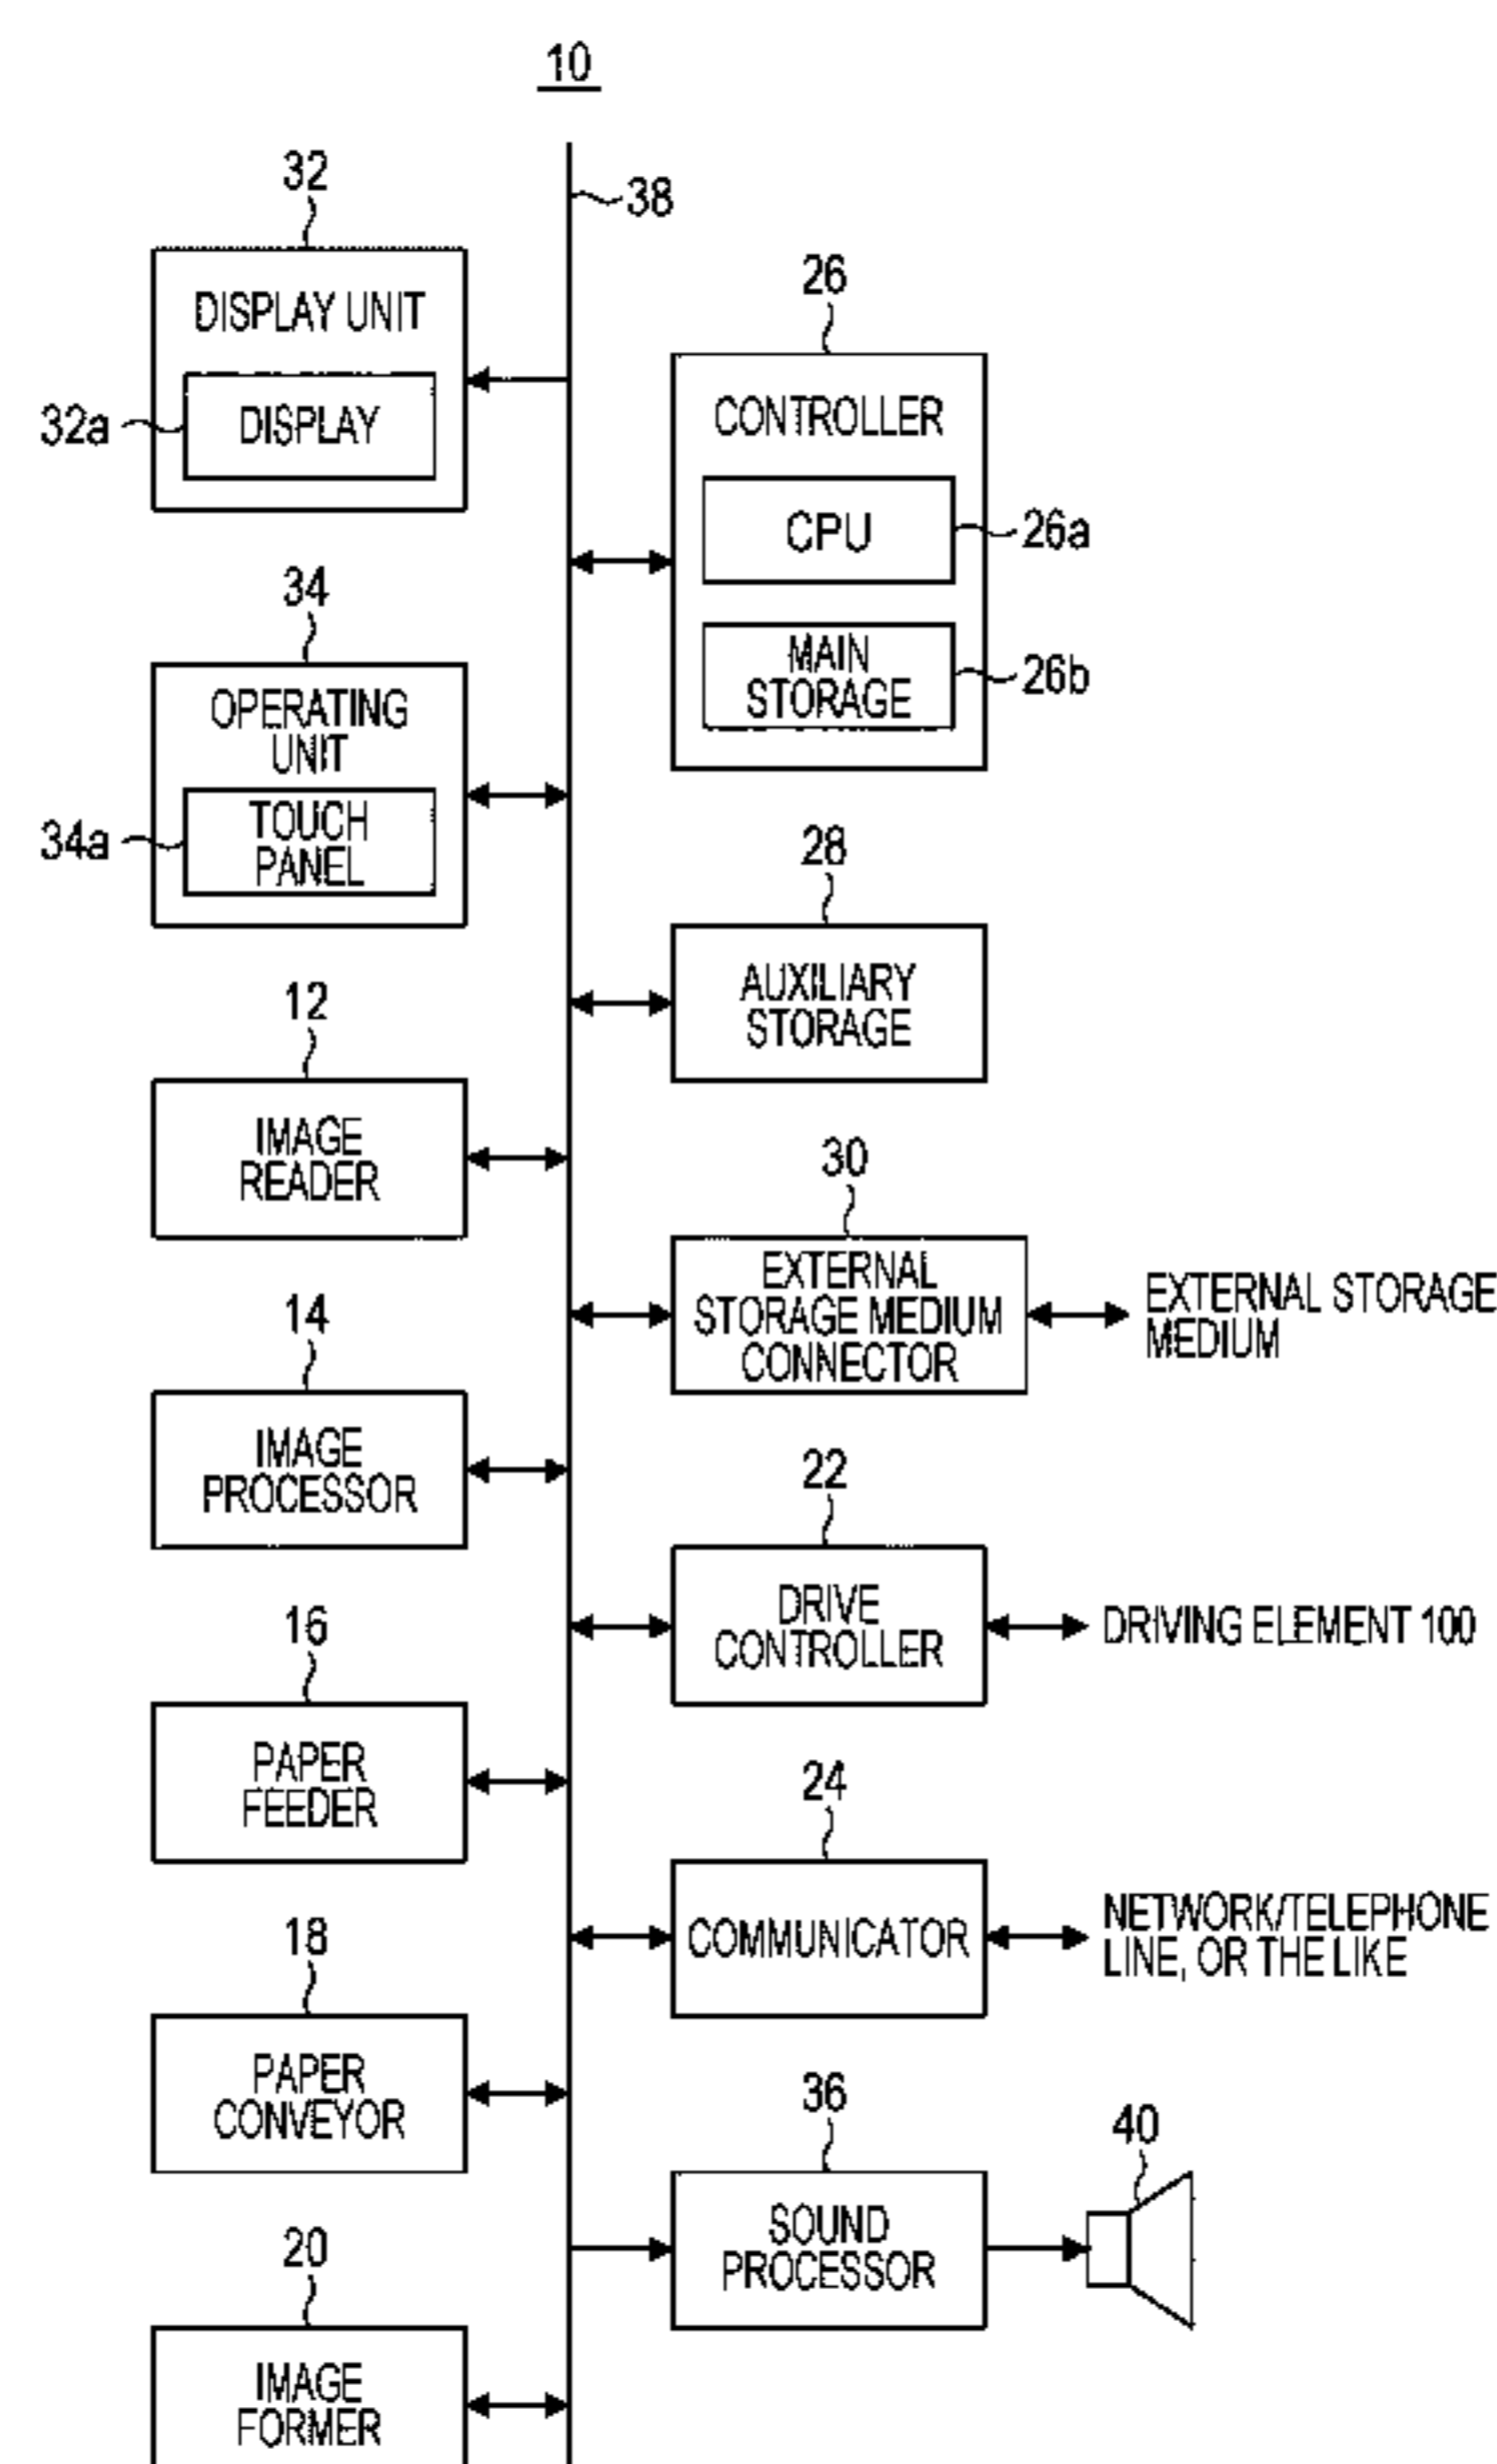 10
38
32
DISPLAY UNIT
32a
DISPLAY
34
OPERATING
UNIT
34a
TOUCH
PANEL
12
IMAGE
READER
14
IMAGE
PROCESSOR
16
PAPER
FEEDER
18
PAPER
CONVEYOR
20
IMAGE
FORMER
26
CONTROLLER
CPU
26a
MAIN
STORAGE
26b
28
AUXILIARY
STORAGE
30
EXTERNAL
STORAGE MEDIUM
CONNECTOR
EXTERNAL STORAGE
MEDIUM
22
DRIVE
CONTROLLER
DRIVING ELEMENT 100
24
COMMUNICATOR
NETWORK/TELEPHONE
LINE, OR THE LIKE
36
SOUND
PROCESSOR
40